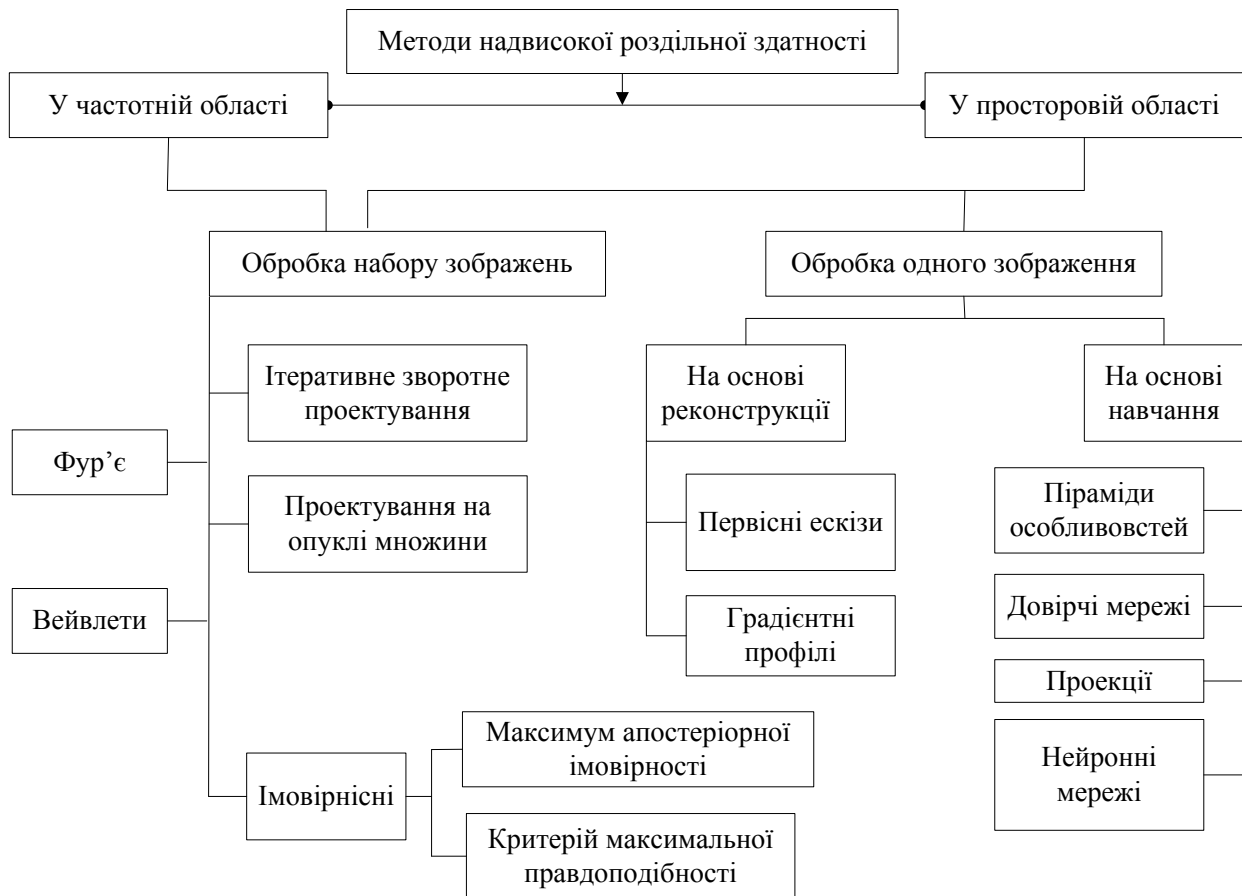 Методи надвисокої роздільної здатності
У частотній області
У просторовій області
Обробка набору зображень
Обробка одного зображення
Ітеративне зворотне
проектування
На основі
реконструкції
На основі
навчання
Фур’є
Проектування на
опуклі множини
Первісні ескізи
Піраміди
особливовстей
Вейвлети
Градієнтні
профілі
Довірчі мережі
Проекції
Імовірнісні
Максимум апостеріорної
імовірності
Нейронні
мережі
Критерій максимальної
правдоподібності